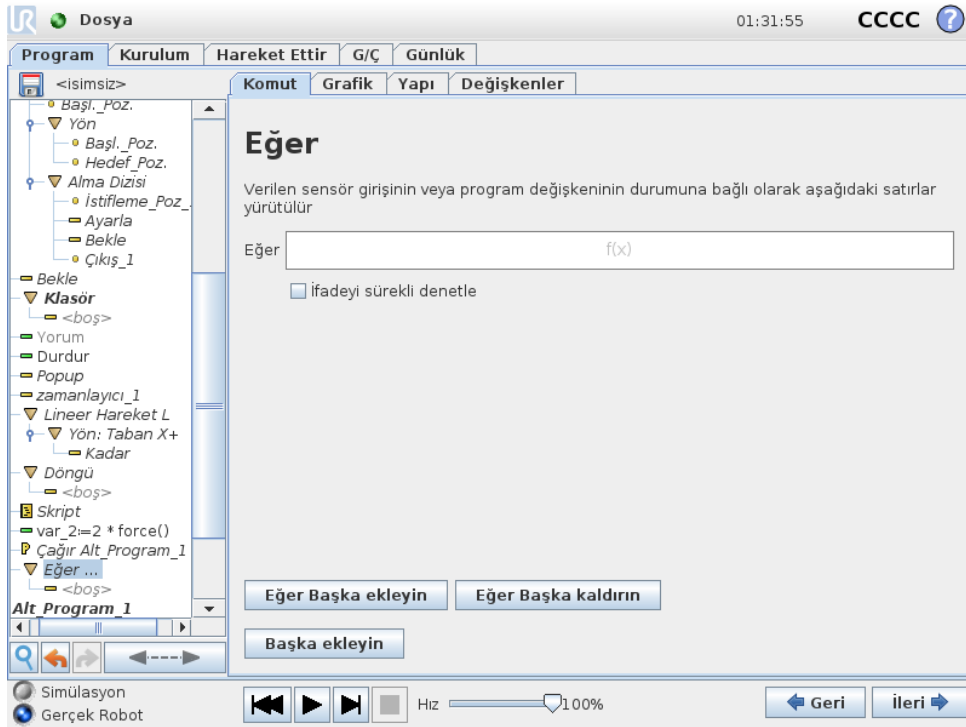 UR Dosya 01:31:55 CCCC ?
Program Kurulum Hareket Ettir G/Ç Günlük
<isimsiz>
Komut Grafik Yapı Değişkenler
Başl._Poz.
Yön
Başl._Poz.
Hedef_Poz.
Alma Dizisi
İstifleme_Poz_
Ayarla
Bekle
Çıkış_1
Bekle
Klasör
<boş>
Yorum
Durdur
Popup
zamanlayıcı_1
Lineer Hareket L
Yön: Taban X+
Kadar
Döngü
<boş>
Skript
var_2:=2 * force()
Çağır Alt_Program_1
Eğer ...
<boş>
Alt_Program_1
Eğer
Verilen sensör girişinin veya program değişkeninin durumuna bağlı olarak aşağıdaki satırlar
yürütülür
Eğer f(x)
İfadeyi sürekli denetle
Eğer Başka ekleyin Eğer Başka kaldırın
Başka ekleyin
Simülasyon
Gerçek Robot
Hız 100%
Geri İleri